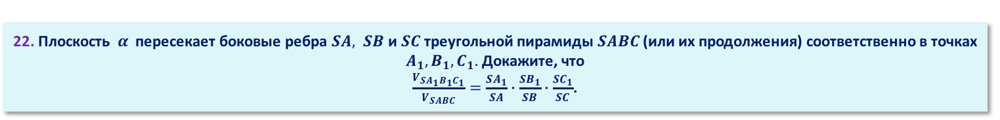 22. Плоскость α пересекает боковые ребра SA, SB и SC треугольной пирамиды SABC (или их продолжения) соответственно в точках
A₁, B₁, C₁. Докажите, что
V_{SA₁B₁C₁}/V_{SABC} = SA₁/SA · SB₁/SB · SC₁/SC.